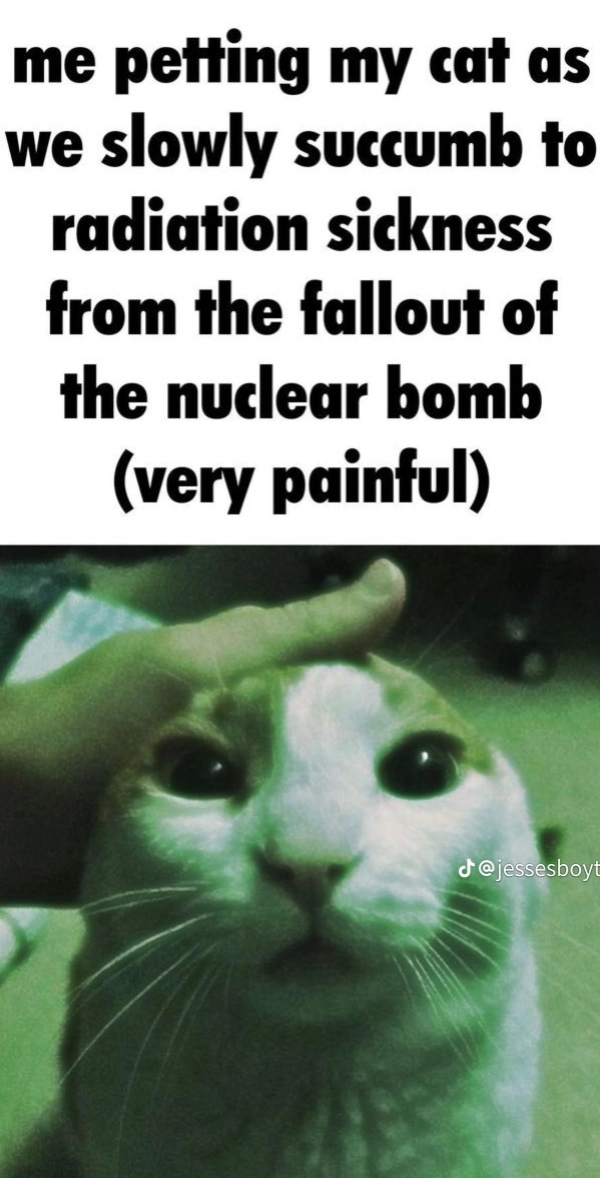 me petting my cat as
we slowly succumb to
radiation sickness
from the fallout of
the nuclear bomb
(very painful)
@jessesboyt